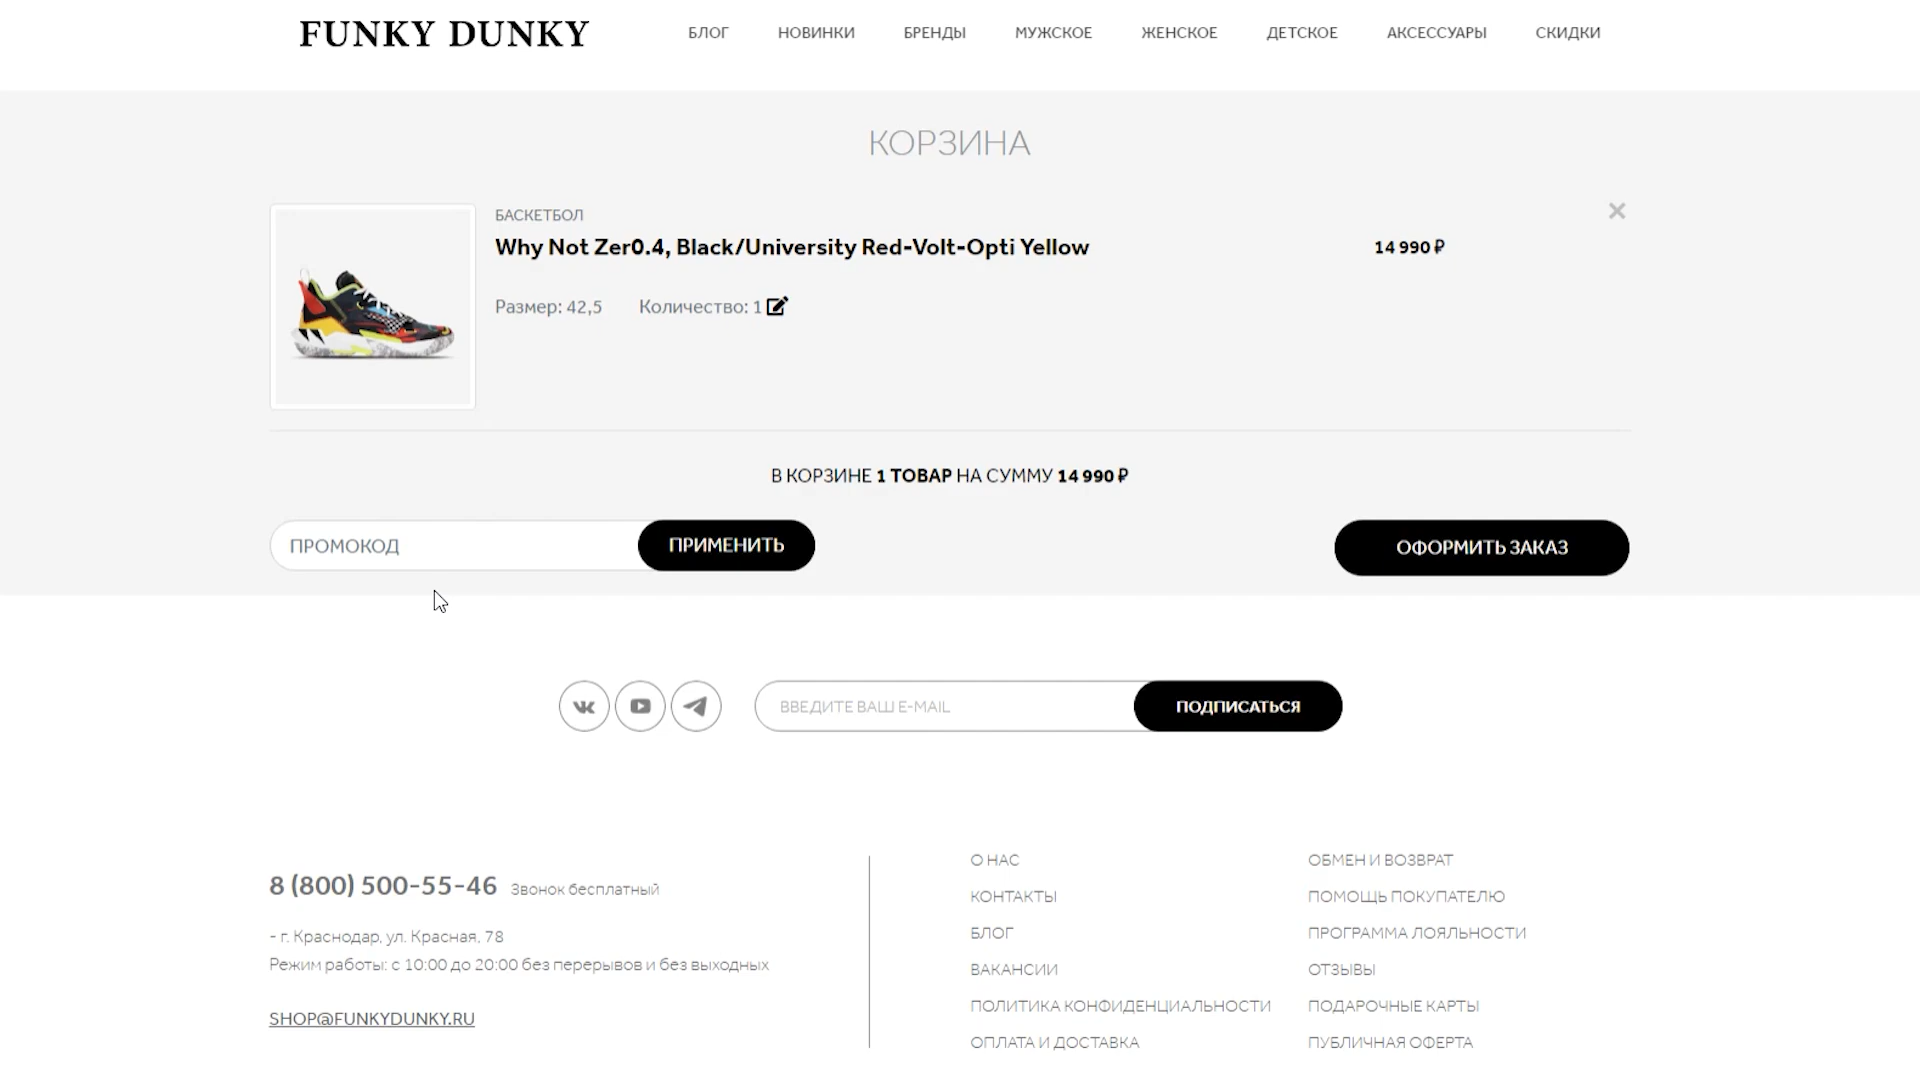 FUNKY DUNKY
БЛОГ
НОВИНКИ
БРЕНДЫ
МУЖСКОЕ
ЖЕНСКОЕ
ДЕТСКОЕ
АКСЕССУАРЫ
СКИДКИ
КОРЗИНА
БАСКЕТБОЛ
Why Not Zer0.4, Black/University Red-Volt-Opti Yellow
14 990 ₽
Размер: 42,5
Количество: 1
В КОРЗИНЕ 1 ТОВАР НА СУММУ 14 990 ₽
ПРОМОКОД
ПРИМЕНИТЬ
ОФОРМИТЬ ЗАКАЗ
ВВЕДИТЕ ВАШ E-MAIL
ПОДПИСАТЬСЯ
8 (800) 500-55-46 Звонок бесплатный
- г. Краснодар, ул. Красная, 78
Режим работы: с 10:00 до 20:00 без перерывов и без выходных
SHOP@FUNKYDUNKY.RU
О НАС
КОНТАКТЫ
БЛОГ
ВАКАНСИИ
ПОЛИТИКА КОНФИДЕНЦИАЛЬНОСТИ
ОПЛАТА И ДОСТАВКА
ОБМЕН И ВОЗВРАТ
ПОМОЩЬ ПОКУПАТЕЛЮ
ПРОГРАММА ЛОЯЛЬНОСТИ
ОТЗЫВЫ
ПОДАРОЧНЫЕ КАРТЫ
ПУБЛИЧНАЯ ОФЕРТА